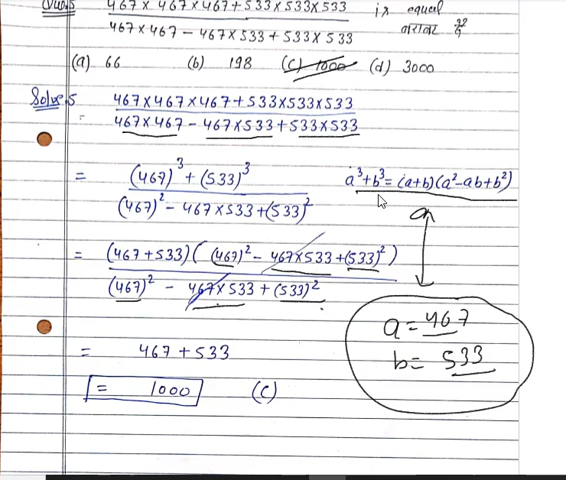 Ques 467 × 467 × 467 + 533 × 533 × 533 is equal
467 × 467 - 467 × 533 + 533 × 533 बराबर है
(a) 66 (b) 198 (c) 1000 (d) 3000
Solve 467×467×467+533×533×533
= 467×467 - 467×533 + 533×533
= (467)³ + (533)³ a³+b³=(a+b)(a²-ab+b²)
(467)² - 467×533 + (533)²
= (467+533)((467)² - 467×533 + (533)²)
(467)² - 467×533 + (533)²
a = 467
b = 533
= 467 + 533
= 1000 (C)